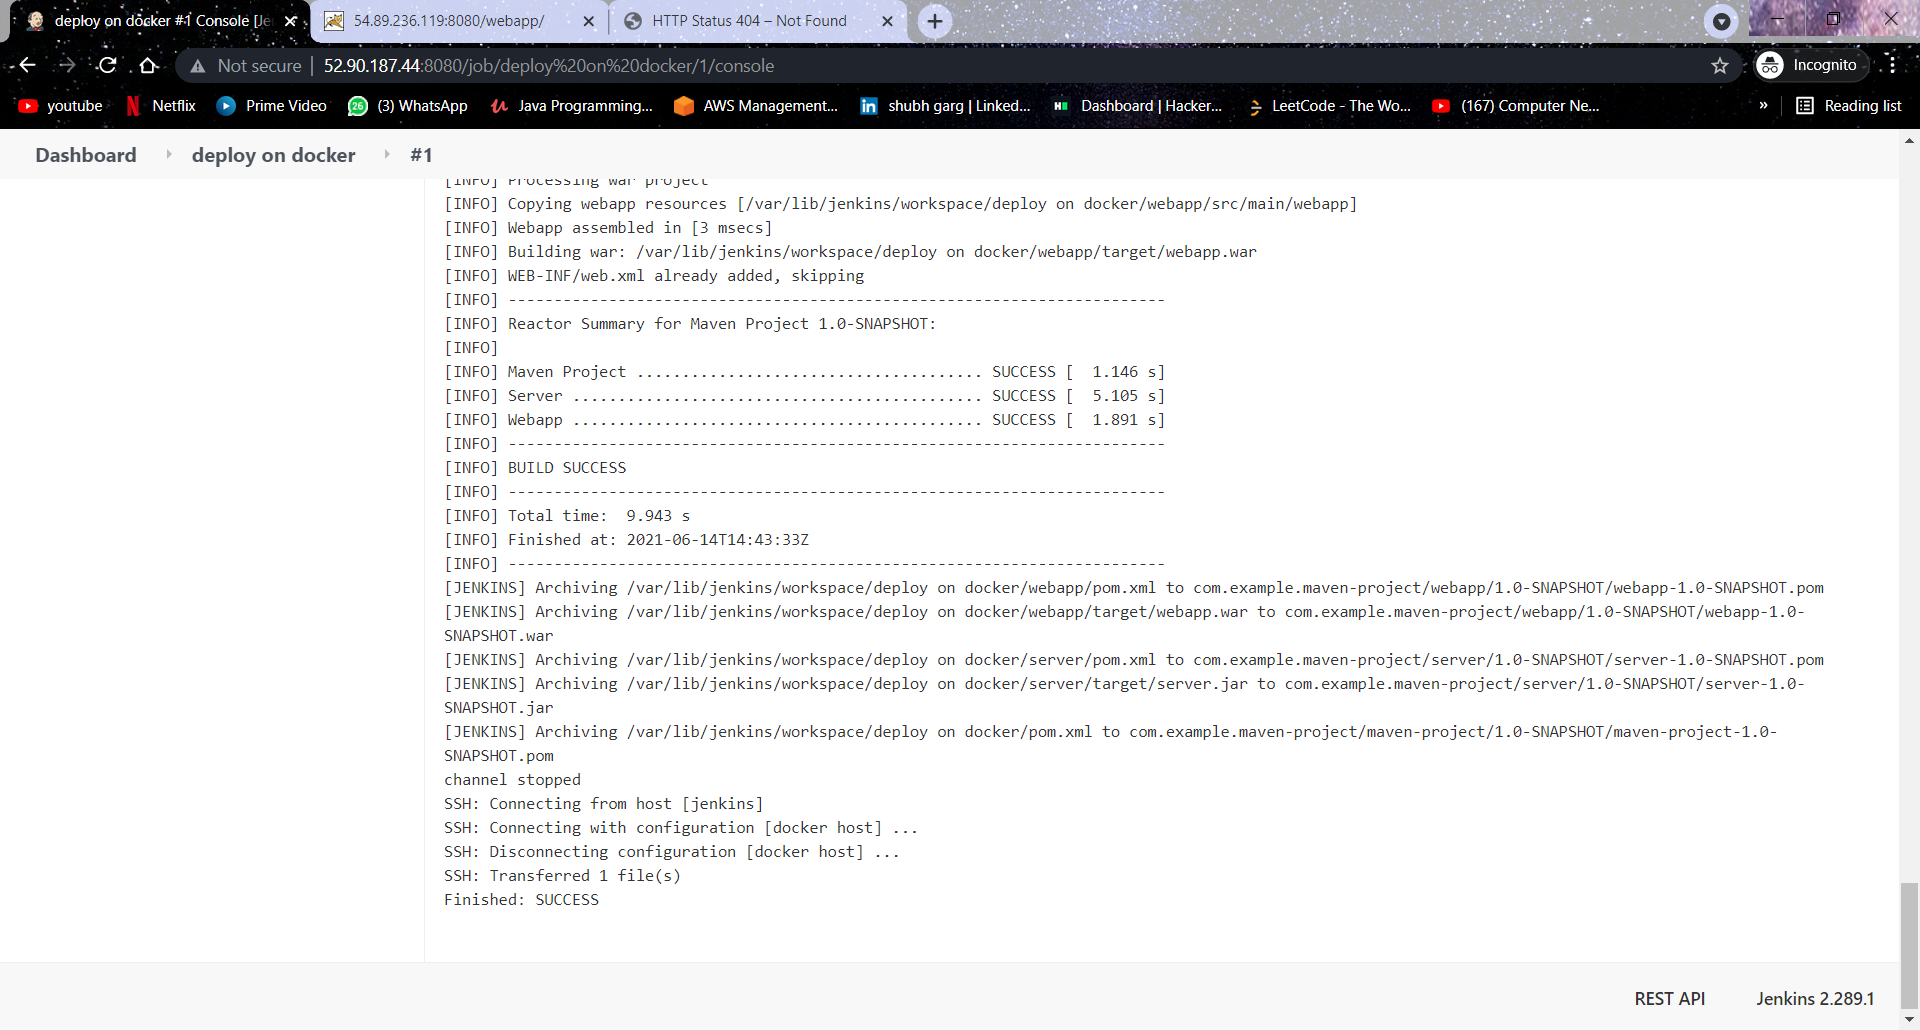 deploy on docker #1 Console [Je
54.89.236.119:8080/webapp/
HTTP Status 404 – Not Found
Not secure | 52.90.187.44:8080/job/deploy%20on%20docker/1/console
Incognito
youtube
Netflix
Prime Video
26
(3) WhatsApp
Java Programming...
AWS Management...
in
shubh garg | Linked...
Dashboard | Hacker...
LeetCode - The Wo...
(167) Computer Ne...
»
Reading list
Dashboard
deploy on docker
#1
[INFO] Processing war project
[INFO] Copying webapp resources [/var/lib/jenkins/workspace/deploy on docker/webapp/src/main/webapp]
[INFO] Webapp assembled in [3 msecs]
[INFO] Building war: /var/lib/jenkins/workspace/deploy on docker/webapp/target/webapp.war
[INFO] WEB-INF/web.xml already added, skipping
[INFO] ------------------------------------------------------------------------
[INFO] Reactor Summary for Maven Project 1.0-SNAPSHOT:
[INFO]
[INFO] Maven Project ...................................... SUCCESS [  1.146 s]
[INFO] Server ............................................. SUCCESS [  5.105 s]
[INFO] Webapp ............................................. SUCCESS [  1.891 s]
[INFO] ------------------------------------------------------------------------
[INFO] BUILD SUCCESS
[INFO] ------------------------------------------------------------------------
[INFO] Total time:  9.943 s
[INFO] Finished at: 2021-06-14T14:43:33Z
[INFO] ------------------------------------------------------------------------
[JENKINS] Archiving /var/lib/jenkins/workspace/deploy on docker/webapp/pom.xml to com.example.maven-project/webapp/1.0-SNAPSHOT/webapp-1.0-SNAPSHOT.pom
[JENKINS] Archiving /var/lib/jenkins/workspace/deploy on docker/webapp/target/webapp.war to com.example.maven-project/webapp/1.0-SNAPSHOT/webapp-1.0-
SNAPSHOT.war
[JENKINS] Archiving /var/lib/jenkins/workspace/deploy on docker/server/pom.xml to com.example.maven-project/server/1.0-SNAPSHOT/server-1.0-SNAPSHOT.pom
[JENKINS] Archiving /var/lib/jenkins/workspace/deploy on docker/server/target/server.jar to com.example.maven-project/server/1.0-SNAPSHOT/server-1.0-
SNAPSHOT.jar
[JENKINS] Archiving /var/lib/jenkins/workspace/deploy on docker/pom.xml to com.example.maven-project/maven-project/1.0-SNAPSHOT/maven-project-1.0-
SNAPSHOT.pom
channel stopped
SSH: Connecting from host [jenkins]
SSH: Connecting with configuration [docker host] ...
SSH: Disconnecting configuration [docker host] ...
SSH: Transferred 1 file(s)
Finished: SUCCESS
REST API
Jenkins 2.289.1